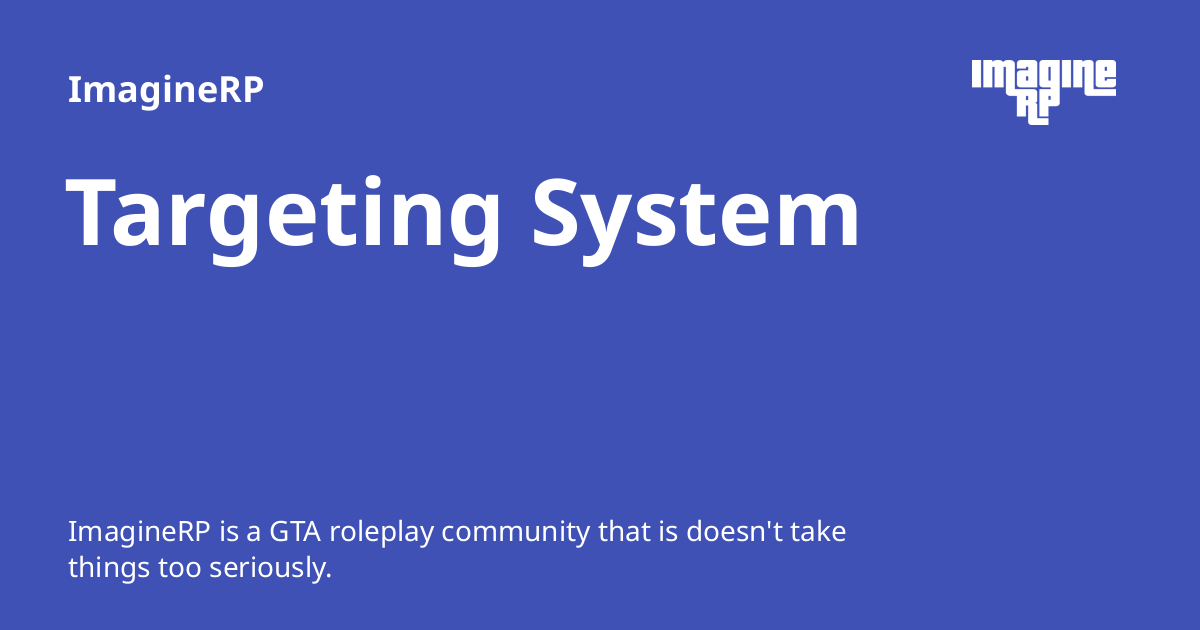 ImagineRP
Imagine
RP
Targeting System
ImagineRP is a GTA roleplay community that is doesn't take
things too seriously.